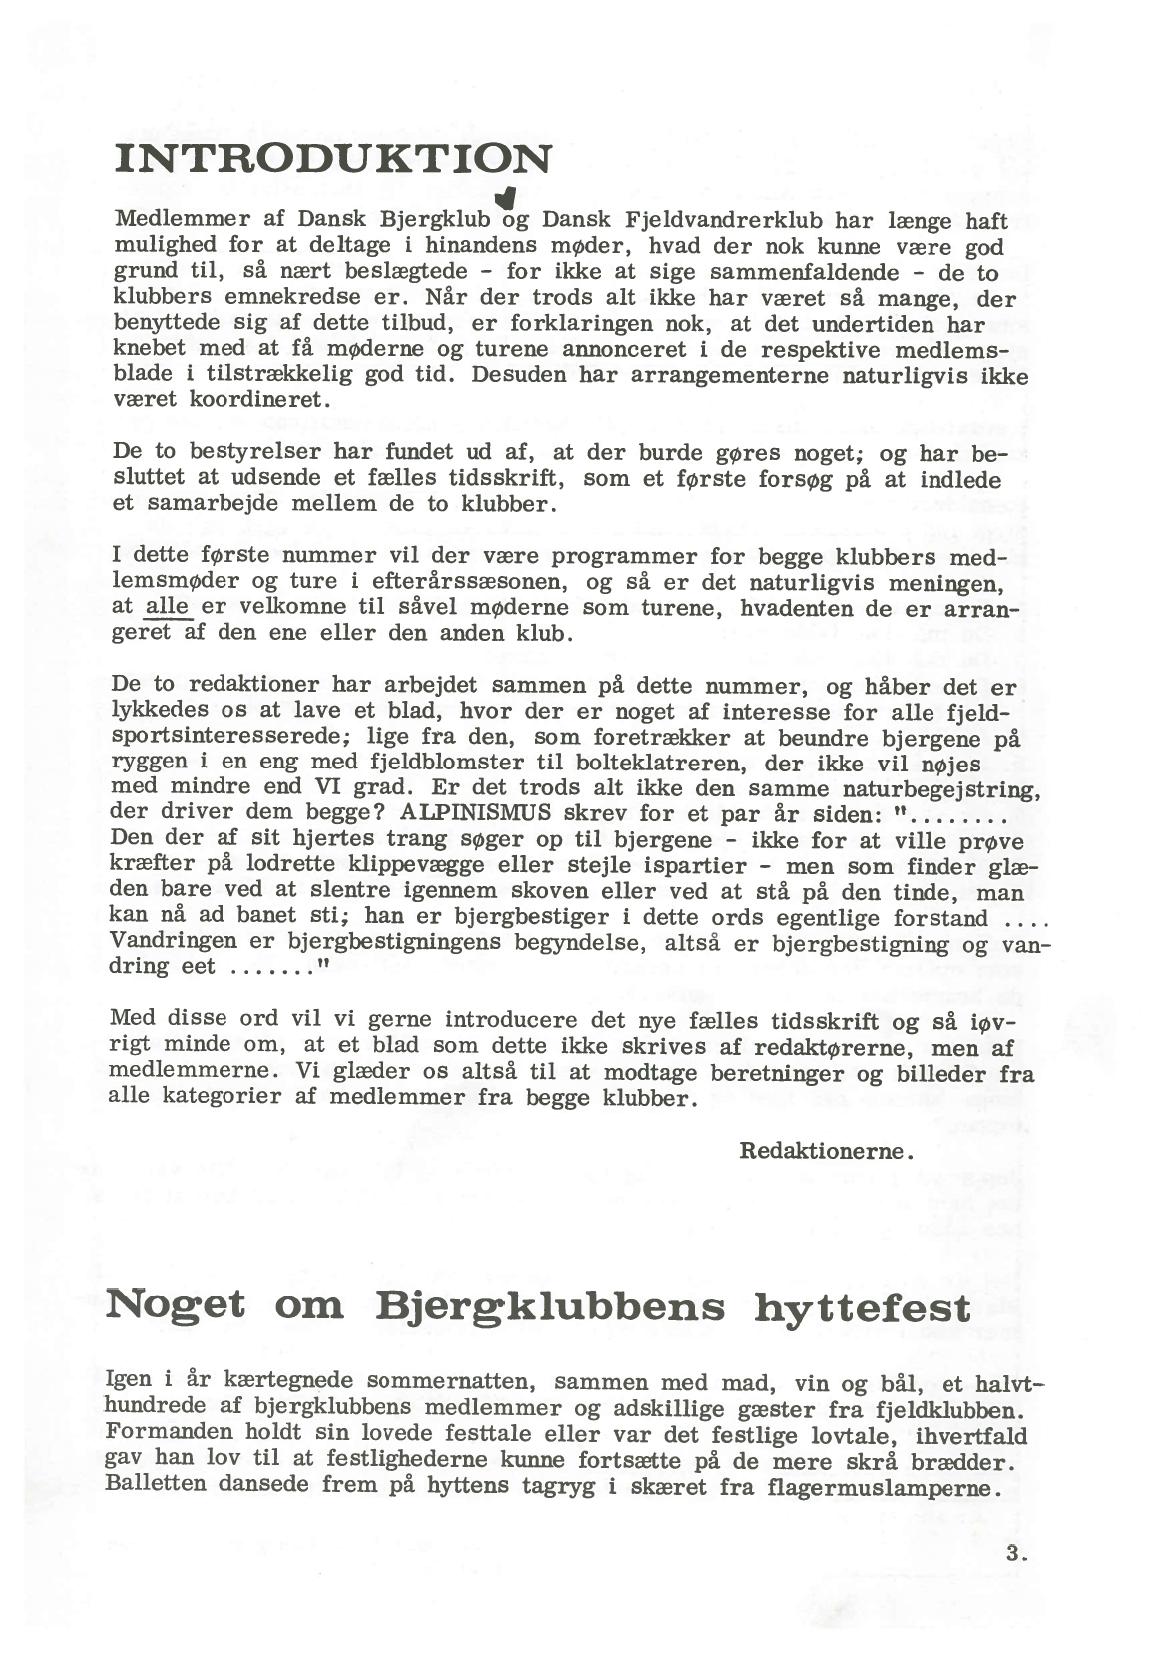 INTRODUKTION
Medlemmer af Dansk Bjergklub og Dansk Fjeldvandrerklub har længe haft
mulighed for at deltage i hinandens møder, hvad der nok kunne være god
grund til, så nært beslægtede - for ikke at sige sammenfaldende - de to
klubbers emnekredse er. Når der trods alt ikke har været så mange, der
benyttede sig af dette tilbud, er forklaringen nok, at det undertiden har
knebet med at få møderne og turene annonceret i de respektive medlems-
blade i tilstrækkelig god tid. Desuden har arrangementerne naturligvis ikke
været koordineret.
De to bestyrelser har fundet ud af, at der burde gøres noget; og har be-
sluttet at udsende et fælles tidsskrift, som et første forsøg på at indlede
et samarbejde mellem de to klubber.
I dette første nummer vil der være programmer for begge klubbers med-
lemsmøder og ture i efterårssæsonen, og så er det naturligvis meningen,
at alle er velkomne til såvel møderne som turene, hvadenten de er arran-
geret af den ene eller den anden klub.
De to redaktioner har arbejdet sammen på dette nummer, og håber det er
lykkedes os at lave et blad, hvor der er noget af interesse for alle fjeld-
sportsinteresserede; lige fra den, som foretrækker at beundre bjergene på
ryggen i en eng med fjeldblomster til bolteklatreren, der ikke vil nøjes
med mindre end VI grad. Er det trods alt ikke den samme naturbegejstring,
der driver dem begge? ALPINISMUS skrev for et par år siden: "........
Den der af sit hjertes trang søger op til bjergene - ikke for at ville prøve
kræfter på lodrette klippevægge eller stejle ispartier - men som finder glæ-
den bare ved at slentre igennem skoven eller ved at stå på den tinde, man
kan nå ad banet sti; han er bjergbestiger i dette ords egentlige forstand ....
Vandringen er bjergbestigningens begyndelse, altså er bjergbestigning og van-
dring eet ......."
Med disse ord vil vi gerne introducere det nye fælles tidsskrift og så iøv-
rigt minde om, at et blad som dette ikke skrives af redaktørerne, men af
medlemmerne. Vi glæder os altså til at modtage beretninger og billeder fra
alle kategorier af medlemmer fra begge klubber.
Redaktionerne.
Noget om Bjergklubbens hyttefest
Igen i år kærtegnede sommernatten, sammen med mad, vin og bål, et halvt-
hundrede af bjergklubbens medlemmer og adskillige gæster fra fjeldklubben.
Formanden holdt sin lovede festtale eller var det festlige lovtale, ihvertfald
gav han lov til at festlighederne kunne fortsætte på de mere skrå brædder.
Balletten dansede frem på hyttens tagryg i skæret fra flagermuslamperne.
3.